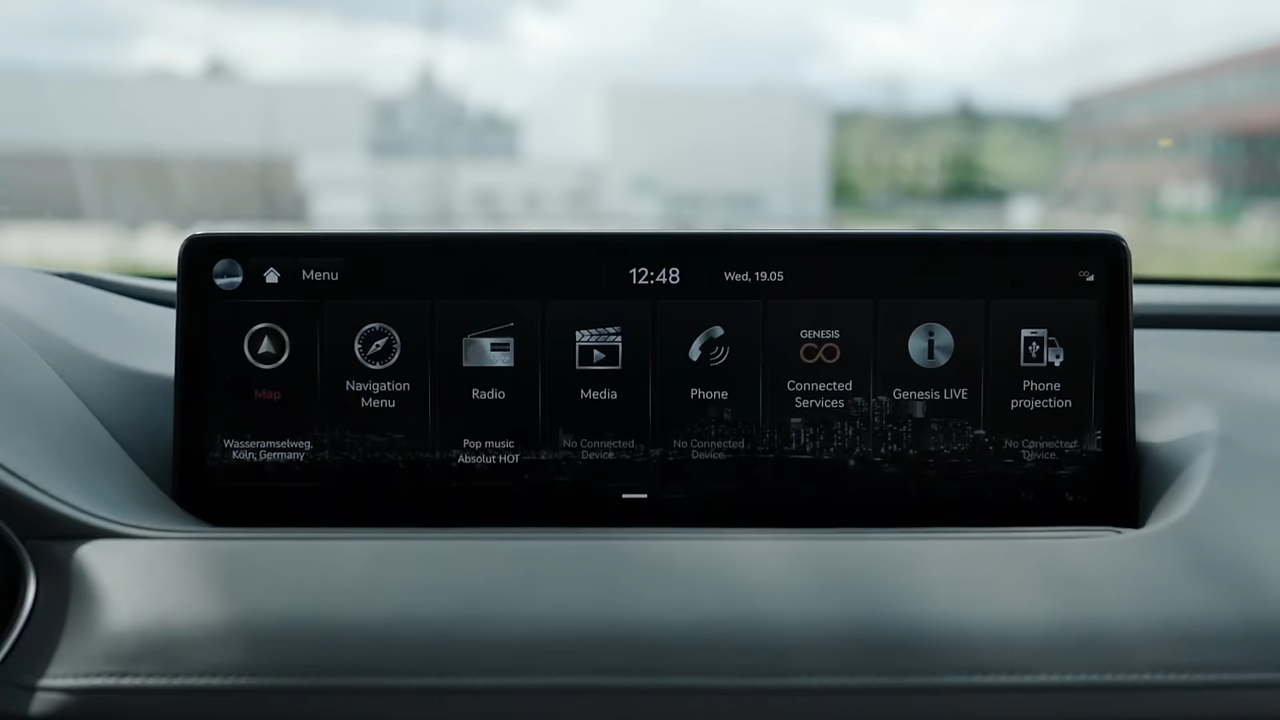 Menu
12:48
Wed, 19.05
Map
Wasseramselweg,
Köln, Germany
Navigation
Menu
Radio
Pop music
Absolut HOT
Media
No Connected
Device.
Phone
No Connected
Device.
GENESIS
Connected
Services
Genesis LIVE
Phone
projection
No Connected
Device.